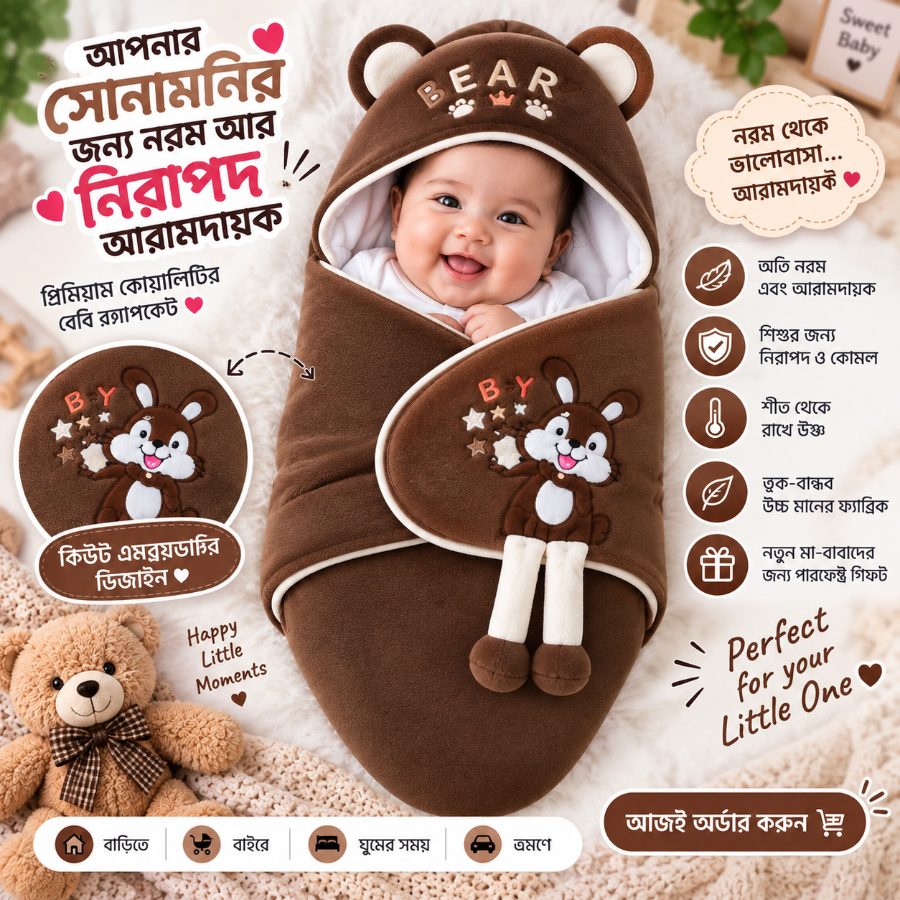 আপনার
সোনামনির
জন্য নরম আর
নিরাপদ
আরামদায়ক
প্রিমিয়াম কোয়ালিটির
বেবি র‍্যাপকেট
BEAR
Sweet
Baby
নরম থেকে
ভালোবাসা...
আরামদায়ক
অতি নরম
এবং আরামদায়ক
শিশুর জন্য
নিরাপদ ও কোমল
শীত থেকে
রাখে উষ্ণ
ত্বক-বান্ধব
উচ্চ মানের ফ্যাব্রিক
নতুন মা-বাবাদের
জন্য পারফেক্ট গিফট
B Y
B Y
কিউট এমব্রয়ডারির
ডিজাইন
Happy
Little
Moments
Perfect
for your
Little One
আজই অর্ডার করুন
বাড়িতে
বাইরে
ঘুমের সময়
ভ্রমণে